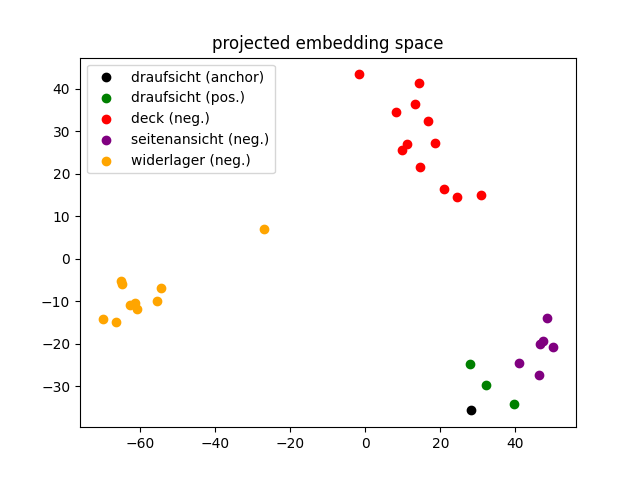 projected embedding space
draufsicht (anchor)
draufsicht (pos.)
deck (neg.)
seitenansicht (neg.)
widerlager (neg.)
40
30
20
10
0
−10
−20
−30
−60 −40 −20 0 20 40